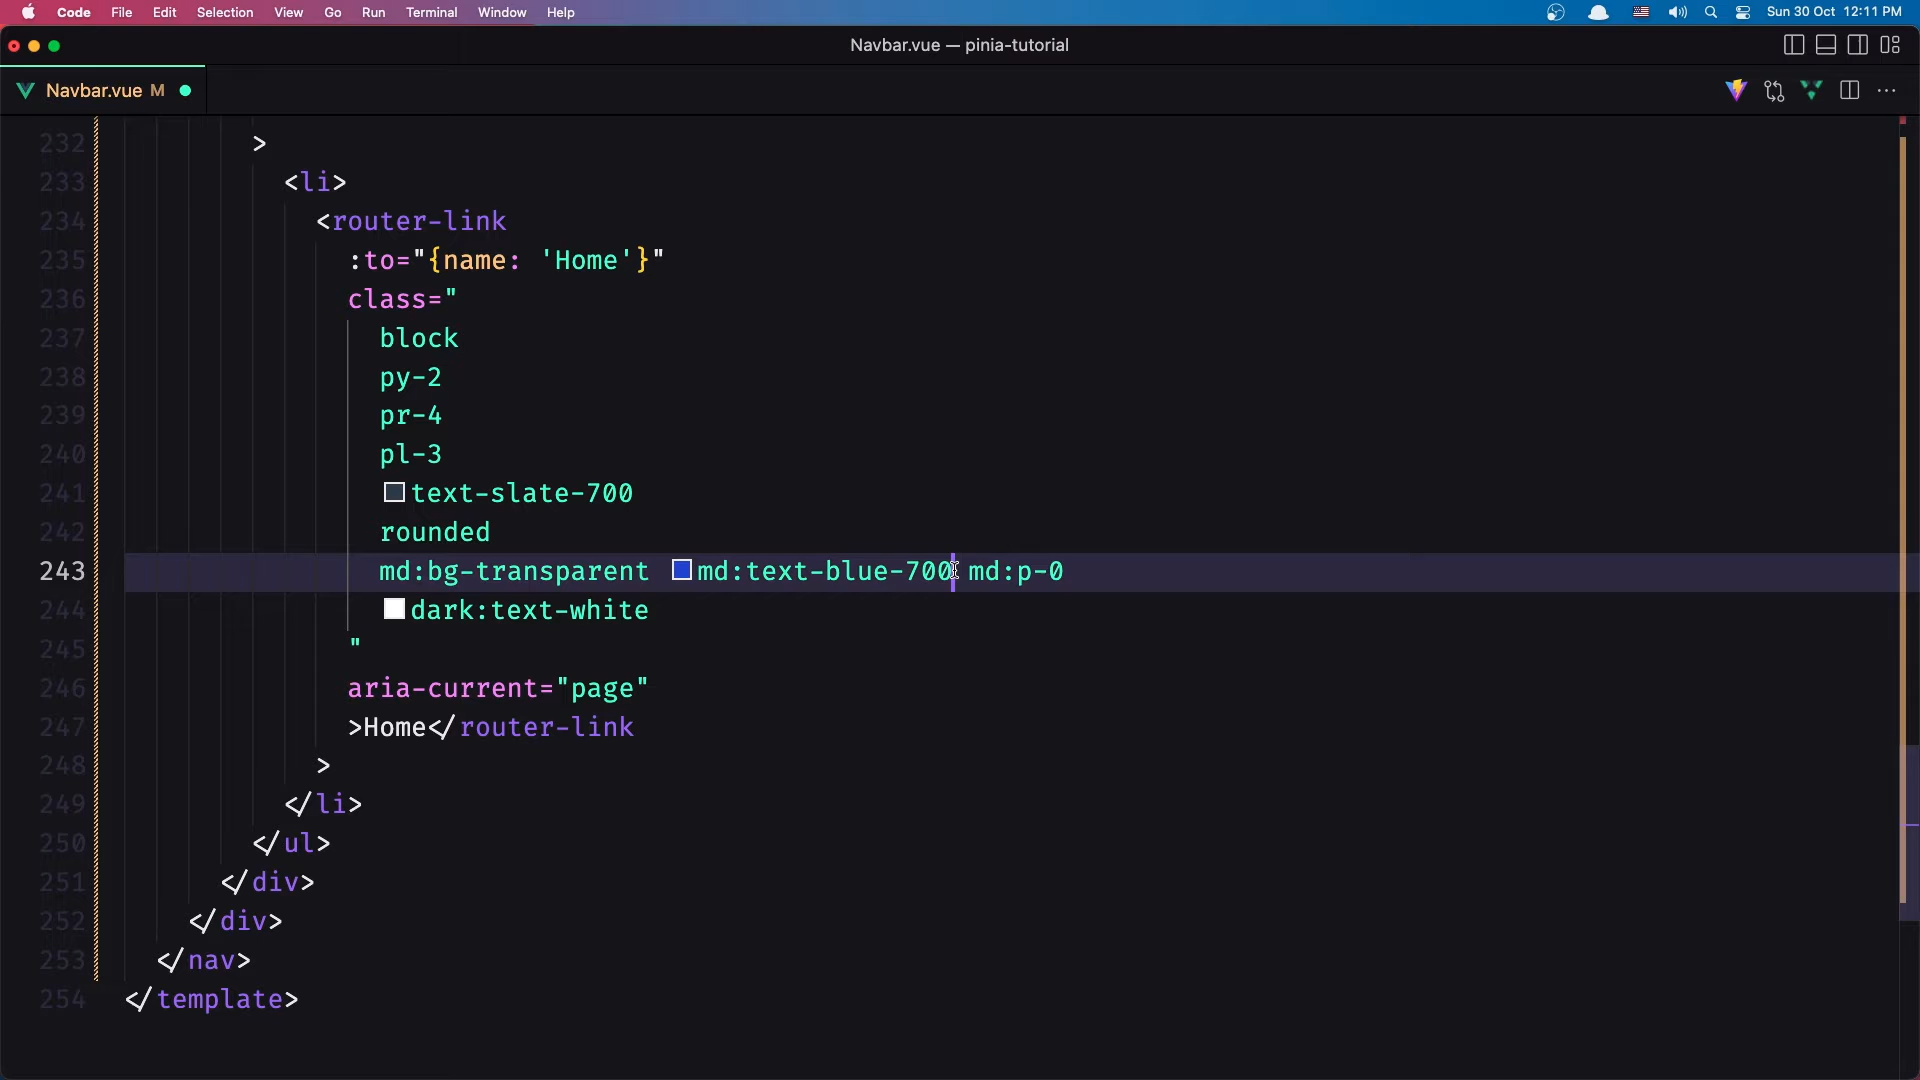 Code File Edit Selection View Go Run Terminal Window Help Sun 30 Oct 12:11 PM
Navbar.vue — pinia-tutorial
Navbar.vue M
232 >
233 <li>
234 <router-link
235 :to="{name: 'Home'}"
236 class="
237 block
238 py-2
239 pr-4
240 pl-3
241 text-slate-700
242 rounded
243 md:bg-transparent md:text-blue-700 md:p-0
244 dark:text-white
245 "
246 aria-current="page"
247 >Home</router-link
248 >
249 </li>
250 </ul>
251 </div>
252 </div>
253 </nav>
254 </template>